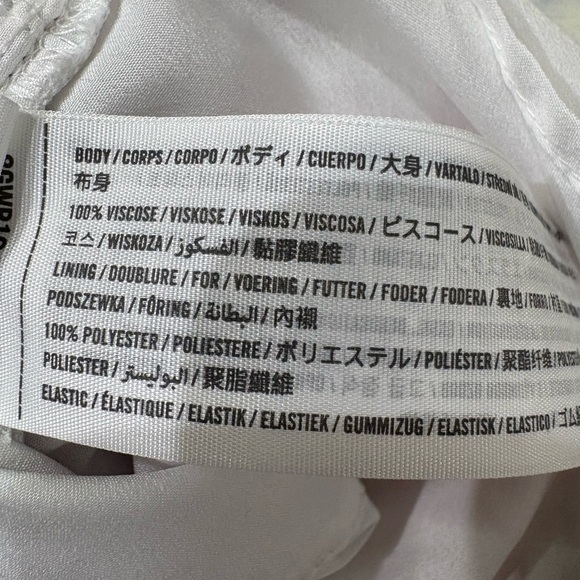 BODY / CORPS / CORPO / ボディ / CUERPO / 大身 / VARTALO / STŘEDNÍ
布身
100% VISCOSE / VISKOSE / VISKOS / VISCOSA / ビスコース / VISCOSILLA /
코스 / WISKOZA / الفسكوز / 黏膠纖維
LINING / DOUBLURE / FOR / VOERING / FUTTER / FODER / FODERA / 裏地 / FORRO /
PODSZEWKA / FÖRING / البطانة / 內襯
100% POLYESTER / POLIESTERE / ポリエステル / POLIÉSTER / 聚酯纤维 /
POLIESTER / البوليستر / 聚脂纖維
ELASTIC / ÉLASTIQUE / ELASTIK / ELASTIEK / GUMMIZUG / ELASTISK / ELASTICO /